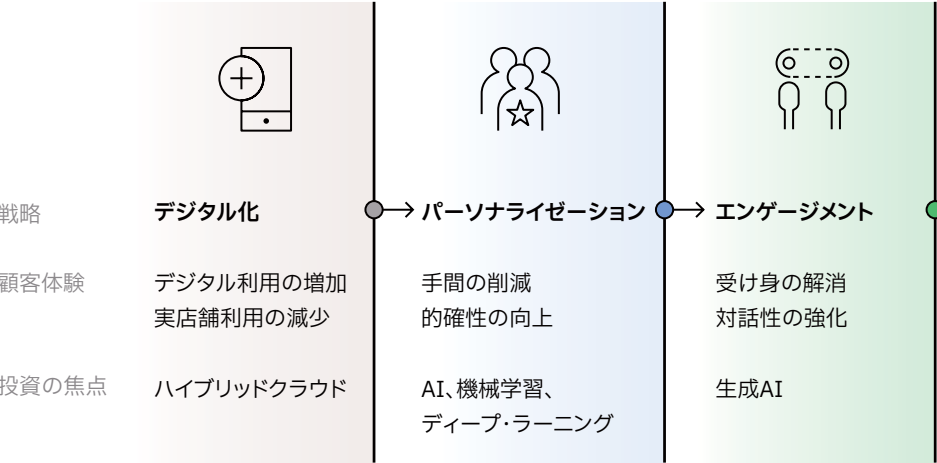 戦略
デジタル化
パーソナライゼーション
エンゲージメント
顧客体験
デジタル利用の増加
実店舗利用の減少
手間の削減
的確性の向上
受け身の解消
対話性の強化
投資の焦点
ハイブリッドクラウド
AI、機械学習、
ディープ・ラーニング
生成AI